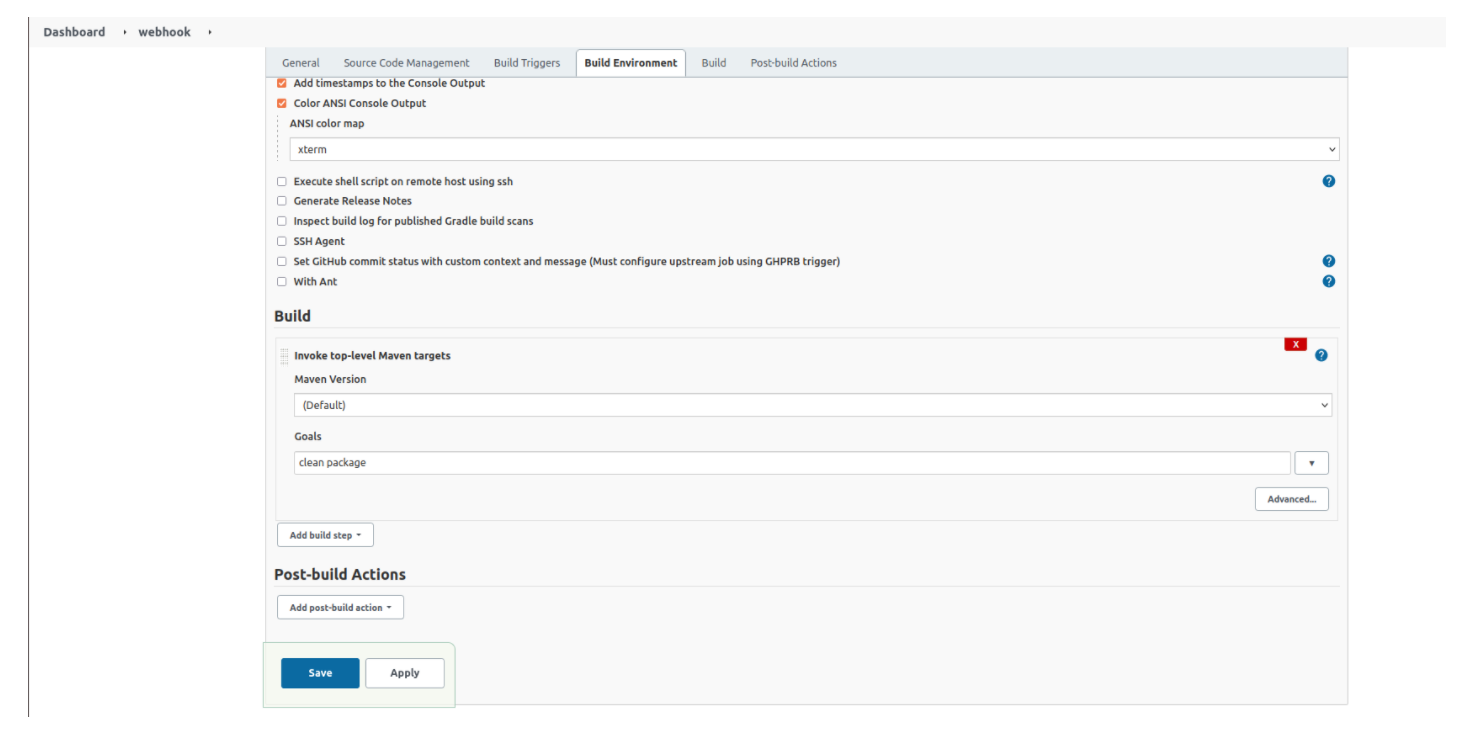 Dashboard webhook
General Source Code Management Build Triggers Build Environment Build Post-build Actions
Add timestamps to the Console Output
Color ANSI Console Output
ANSI color map
xterm
Execute shell script on remote host using ssh ?
Generate Release Notes
Inspect build log for published Gradle build scans
SSH Agent
Set GitHub commit status with custom context and message (Must configure upstream job using GHPRB trigger) ?
With Ant ?
Build
X
Invoke top-level Maven targets ?
Maven Version
(Default)
Goals
clean package
Advanced...
Add build step
Post-build Actions
Add post-build action
Save Apply